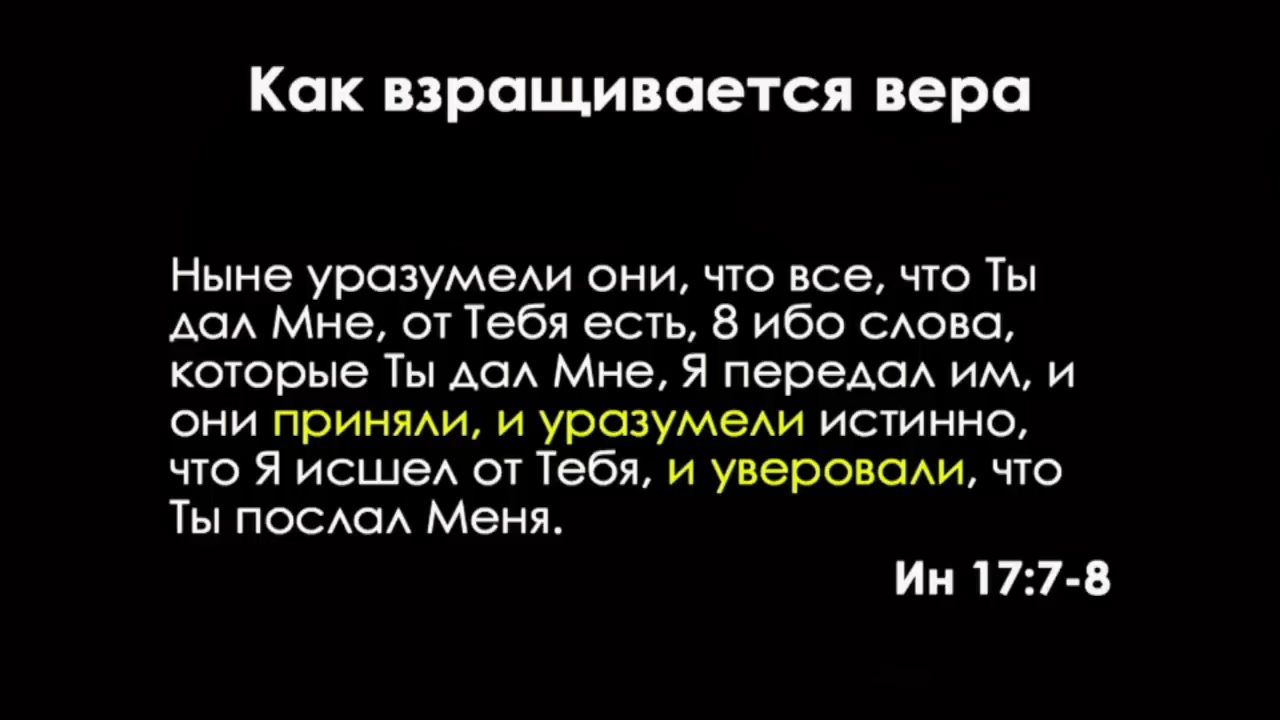 Как взращивается вера
Ныне уразумели они, что все, что Ты
дал Мне, от Тебя есть, 8 ибо слова,
которые Ты дал Мне, Я передал им, и
они приняли, и уразумели истинно,
что Я исшел от Тебя, и уверовали, что
Ты послал Меня.
Ин 17:7-8